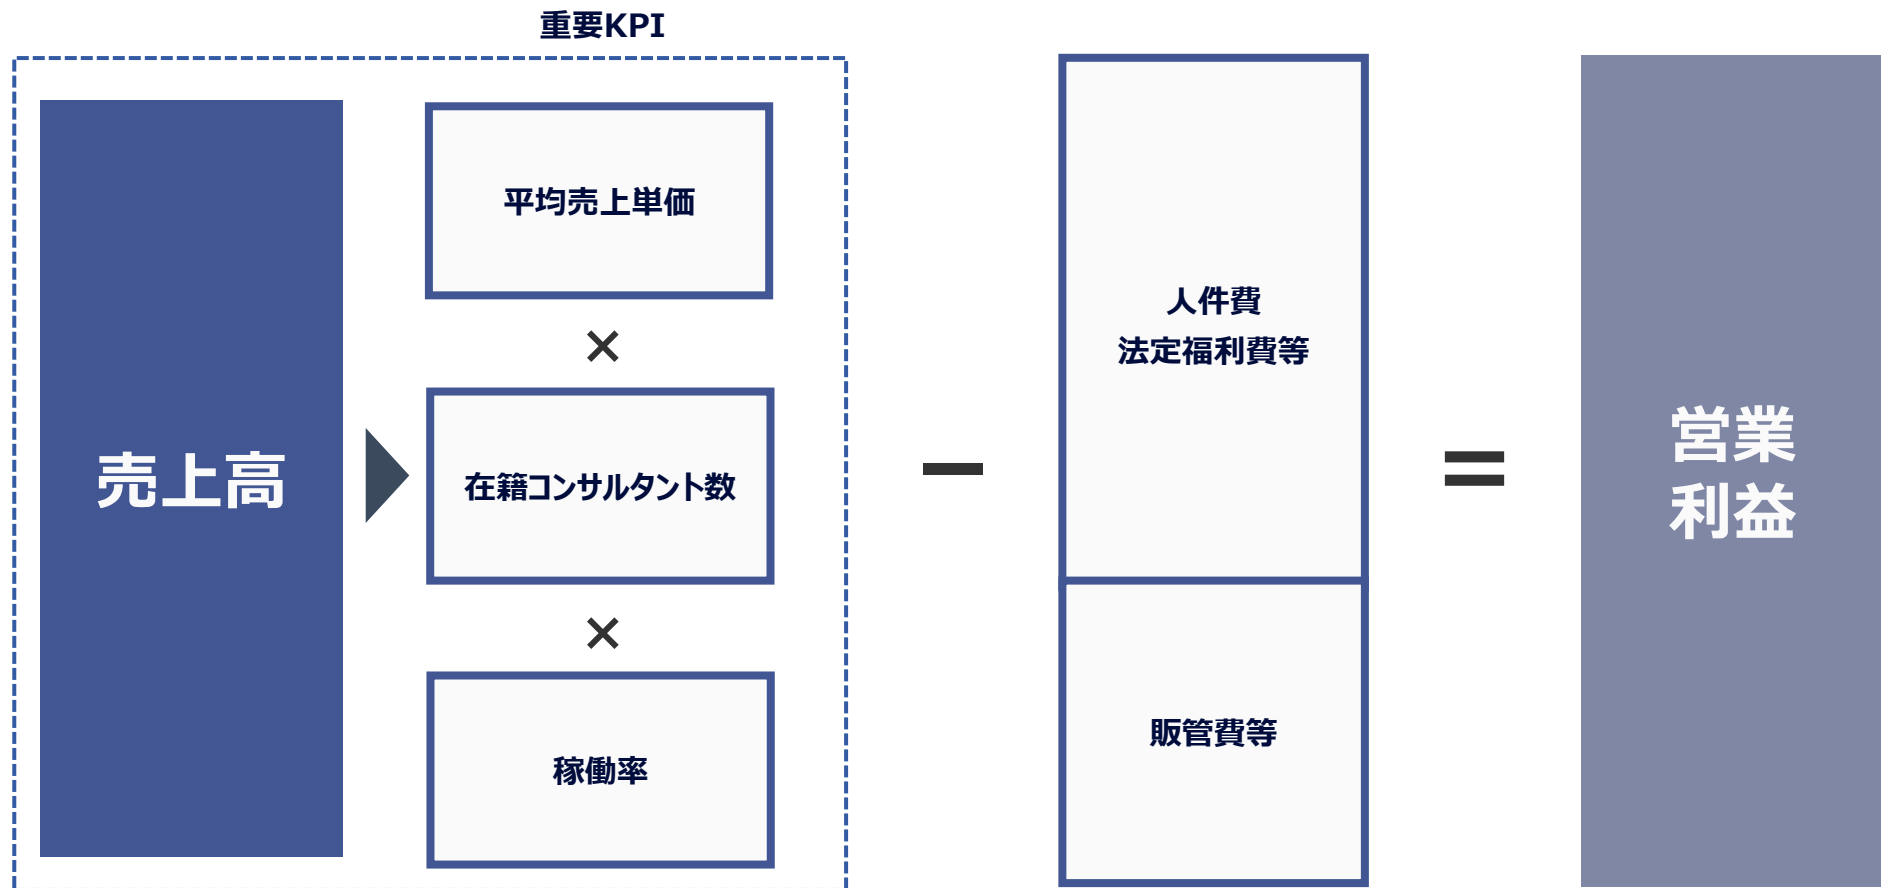 重要KPI
売上高
平均売上単価
×
在籍コンサルタント数
×
稼働率
ー
人件費
法定福利費等
販管費等
＝
営業
利益